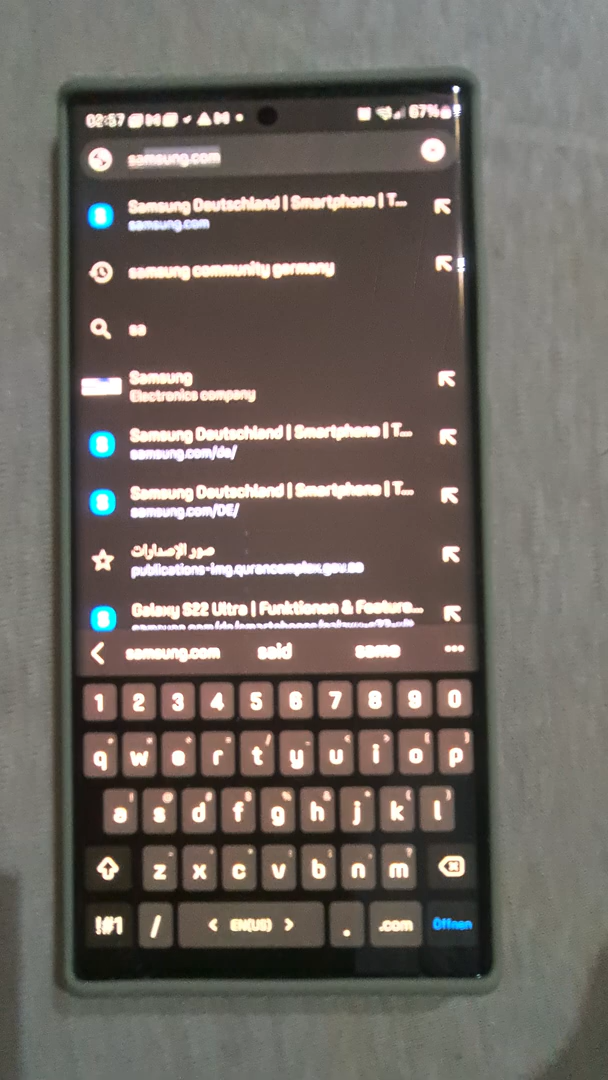 02:57
67%
samsung.com
Samsung Deutschland | Smartphone | T...
samsung.com
samsung community germany
sa
Samsung
Electronics company
Samsung Deutschland | Smartphone | T...
samsung.com/de/
Samsung Deutschland | Smartphone | T...
samsung.com/DE/
صور الإصدارات
publications-img.qurancomplex.gov.sa
Galaxy S22 Ultra | Funktionen & Feature...
samsung.com said same
1 2 3 4 5 6 7 8 9 0
q w e r t y u i o p
a s d f g h j k l
z x c v b n m
!#1 / < EN(US) > . .com Öffnen